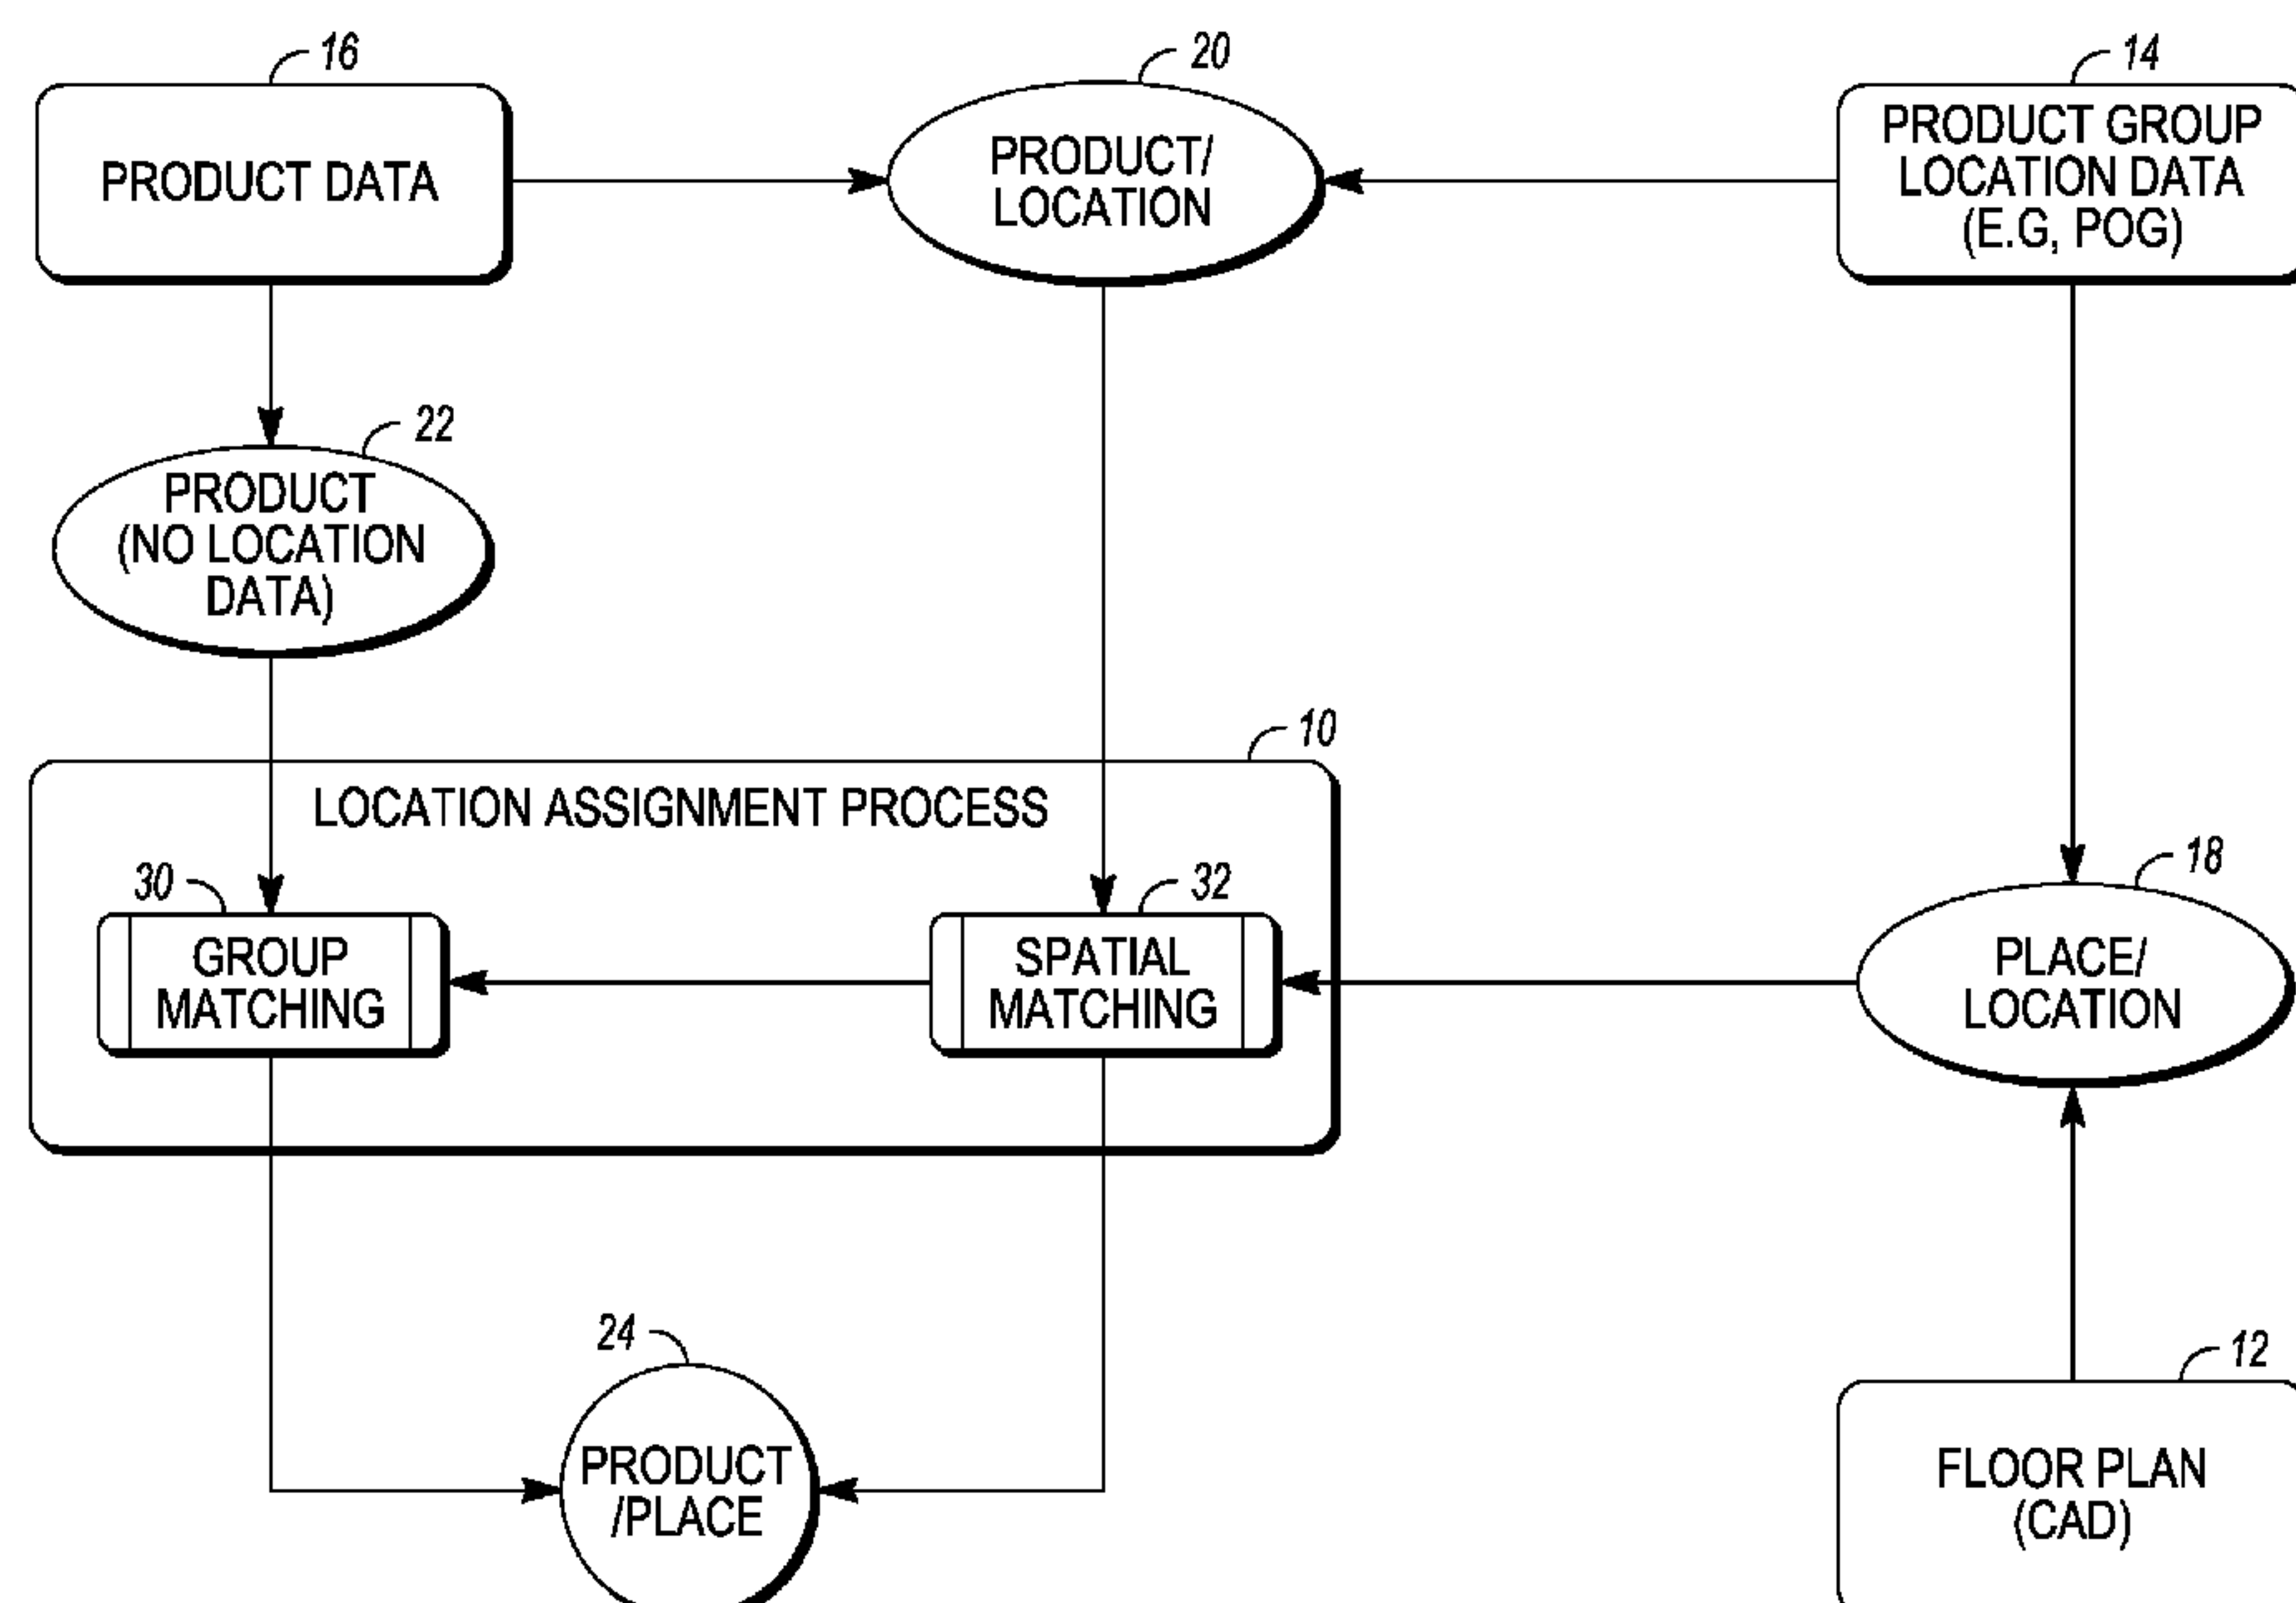 16
20
14
PRODUCT DATA
PRODUCT/
LOCATION
PRODUCT GROUP
LOCATION DATA
(E.G, POG)
22
PRODUCT
(NO LOCATION
DATA)
10
LOCATION ASSIGNMENT PROCESS
30
32
18
GROUP
MATCHING
SPATIAL
MATCHING
PLACE/
LOCATION
24
12
PRODUCT
/PLACE
FLOOR PLAN
(CAD)